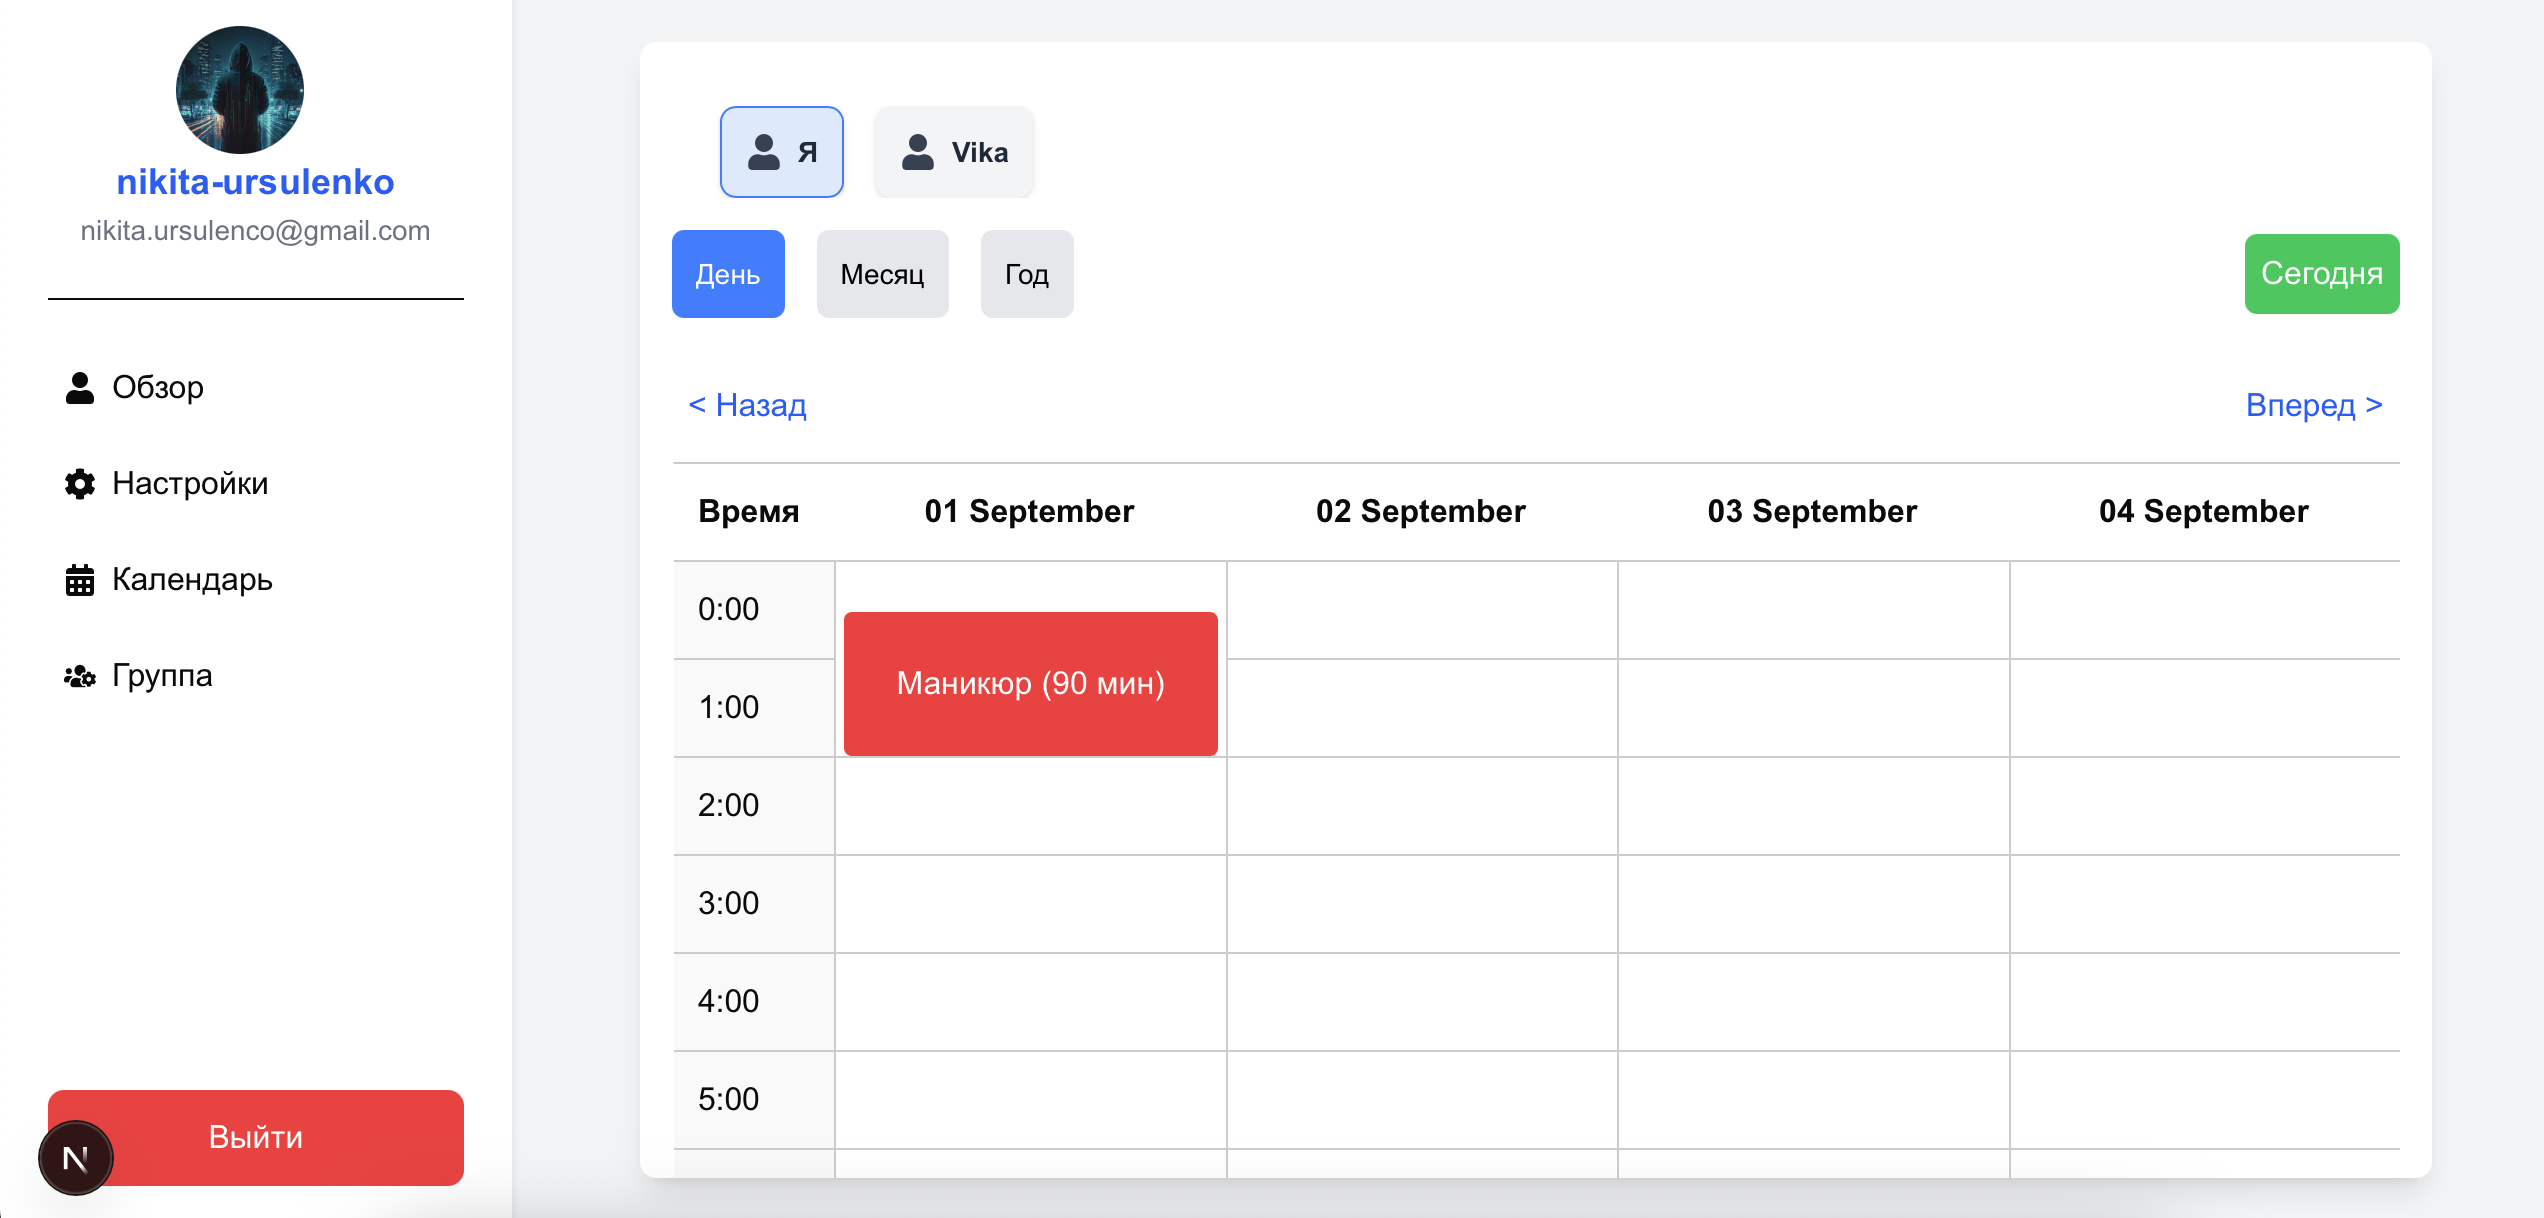 nikita-ursulenko
nikita.ursulenco@gmail.com
Обзор
Настройки
Календарь
Группа
Выйти
N
Я
Vika
День
Месяц
Год
Сегодня
< Назад
Вперед >
Время
01 September
02 September
03 September
04 September
0:00
Маникюр (90 мин)
1:00
2:00
3:00
4:00
5:00